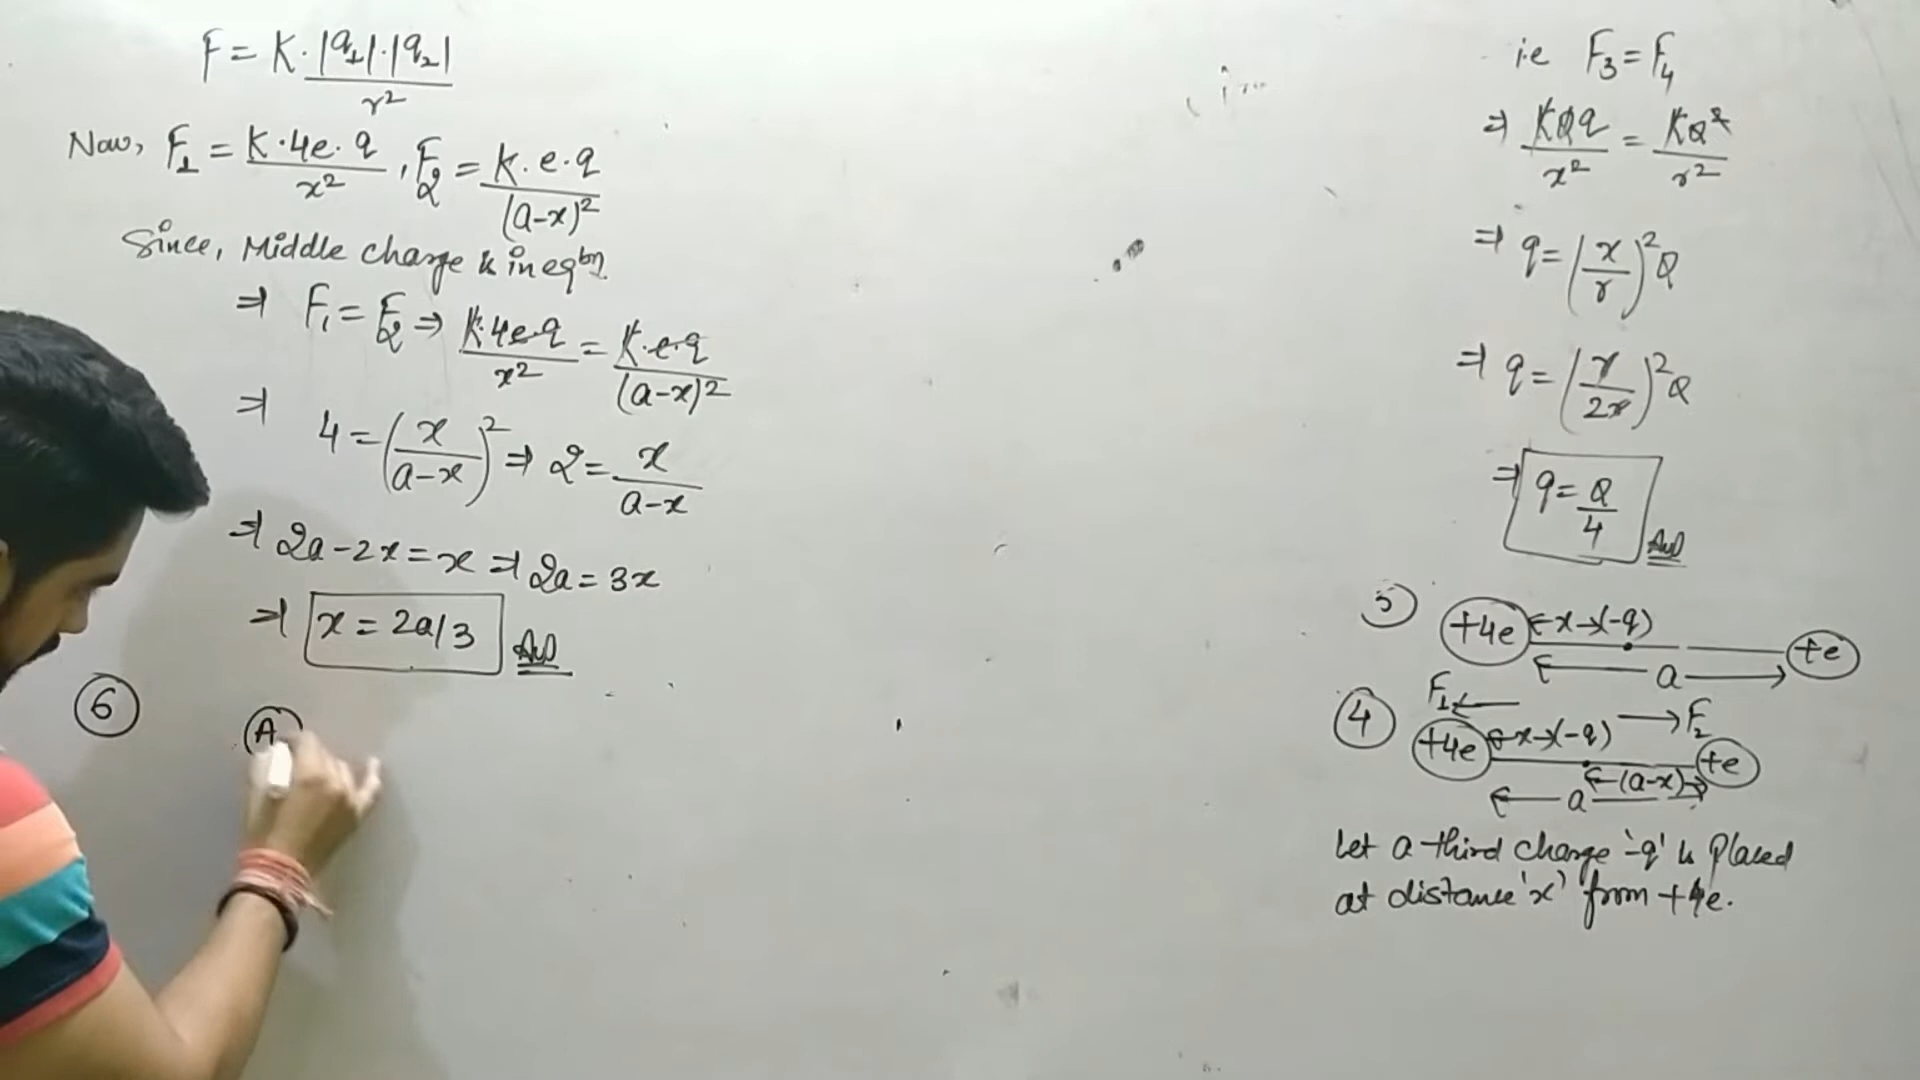 F = K·|q₁|·|q₂| / r²
Now, F₁ = K·4e·q / x² , F₂ = K·e·q / (a-x)²
Since, Middle charge is in eqbm.
⇒ F₁ = F₂ ⇒ K·4e·q / x² = K·e·q / (a-x)²
⇒ 4 = (x / a-x)² ⇒ 2 = x / a-x
⇒ 2a-2x = x ⇒ 2a = 3x
⇒ x = 2a/3 Ans
6 A
i.e F₃ = F₄
⇒ KQq / x² = KQ² / r²
⇒ q = (x / r)² Q
⇒ q = (r / 2r)² Q
⇒ q = Q / 4 Ans
5 +4e ←x→(-q) +e
← a →
F₁ ← → F₂
4 +4e ←x→(-q) +e
←(a-x)→
← a →
Let a third charge '-q' is placed
at distance 'x' from +4e.